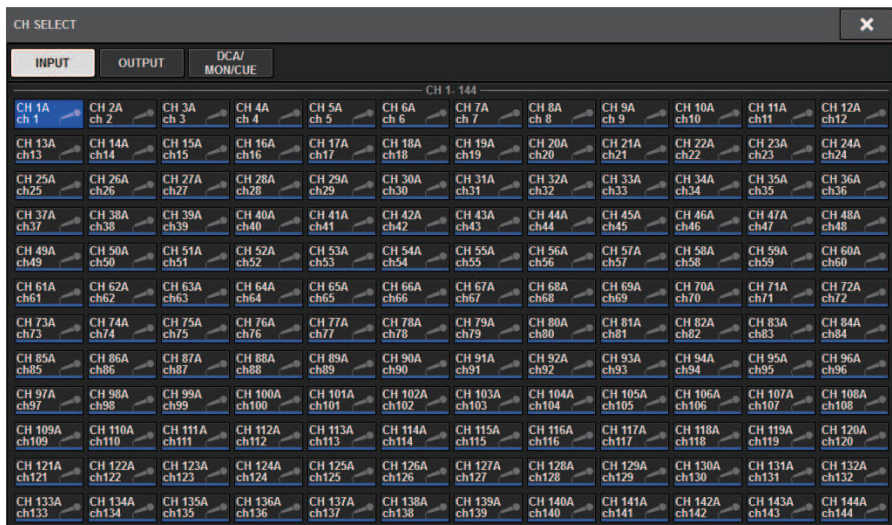 CH SELECT
INPUT OUTPUT DCA/
MON/CUE
CH 1- 144
CH 1A CH 2A CH 3A CH 4A CH 5A CH 6A CH 7A CH 8A CH 9A CH 10A CH 11A CH 12A
ch 1 ch 2 ch 3 ch 4 ch 5 ch 6 ch 7 ch 8 ch 9 ch10 ch11 ch12
CH 13A CH 14A CH 15A CH 16A CH 17A CH 18A CH 19A CH 20A CH 21A CH 22A CH 23A CH 24A
ch13 ch14 ch15 ch16 ch17 ch18 ch19 ch20 ch21 ch22 ch23 ch24
CH 25A CH 26A CH 27A CH 28A CH 29A CH 30A CH 31A CH 32A CH 33A CH 34A CH 35A CH 36A
ch25 ch26 ch27 ch28 ch29 ch30 ch31 ch32 ch33 ch34 ch35 ch36
CH 37A CH 38A CH 39A CH 40A CH 41A CH 42A CH 43A CH 44A CH 45A CH 46A CH 47A CH 48A
ch37 ch38 ch39 ch40 ch41 ch42 ch43 ch44 ch45 ch46 ch47 ch48
CH 49A CH 50A CH 51A CH 52A CH 53A CH 54A CH 55A CH 56A CH 57A CH 58A CH 59A CH 60A
ch49 ch50 ch51 ch52 ch53 ch54 ch55 ch56 ch57 ch58 ch59 ch60
CH 61A CH 62A CH 63A CH 64A CH 65A CH 66A CH 67A CH 68A CH 69A CH 70A CH 71A CH 72A
ch61 ch62 ch63 ch64 ch65 ch66 ch67 ch68 ch69 ch70 ch71 ch72
CH 73A CH 74A CH 75A CH 76A CH 77A CH 78A CH 79A CH 80A CH 81A CH 82A CH 83A CH 84A
ch73 ch74 ch75 ch76 ch77 ch78 ch79 ch80 ch81 ch82 ch83 ch84
CH 85A CH 86A CH 87A CH 88A CH 89A CH 90A CH 91A CH 92A CH 93A CH 94A CH 95A CH 96A
ch85 ch86 ch87 ch88 ch89 ch90 ch91 ch92 ch93 ch94 ch95 ch96
CH 97A CH 98A CH 99A CH 100A CH 101A CH 102A CH 103A CH 104A CH 105A CH 106A CH 107A CH 108A
ch97 ch98 ch99 ch100 ch101 ch102 ch103 ch104 ch105 ch106 ch107 ch108
CH 109A CH 110A CH 111A CH 112A CH 113A CH 114A CH 115A CH 116A CH 117A CH 118A CH 119A CH 120A
ch109 ch110 ch111 ch112 ch113 ch114 ch115 ch116 ch117 ch118 ch119 ch120
CH 121A CH 122A CH 123A CH 124A CH 125A CH 126A CH 127A CH 128A CH 129A CH 130A CH 131A CH 132A
ch121 ch122 ch123 ch124 ch125 ch126 ch127 ch128 ch129 ch130 ch131 ch132
CH 133A CH 134A CH 135A CH 136A CH 137A CH 138A CH 139A CH 140A CH 141A CH 142A CH 143A CH 144A
ch133 ch134 ch135 ch136 ch137 ch138 ch139 ch140 ch141 ch142 ch143 ch144